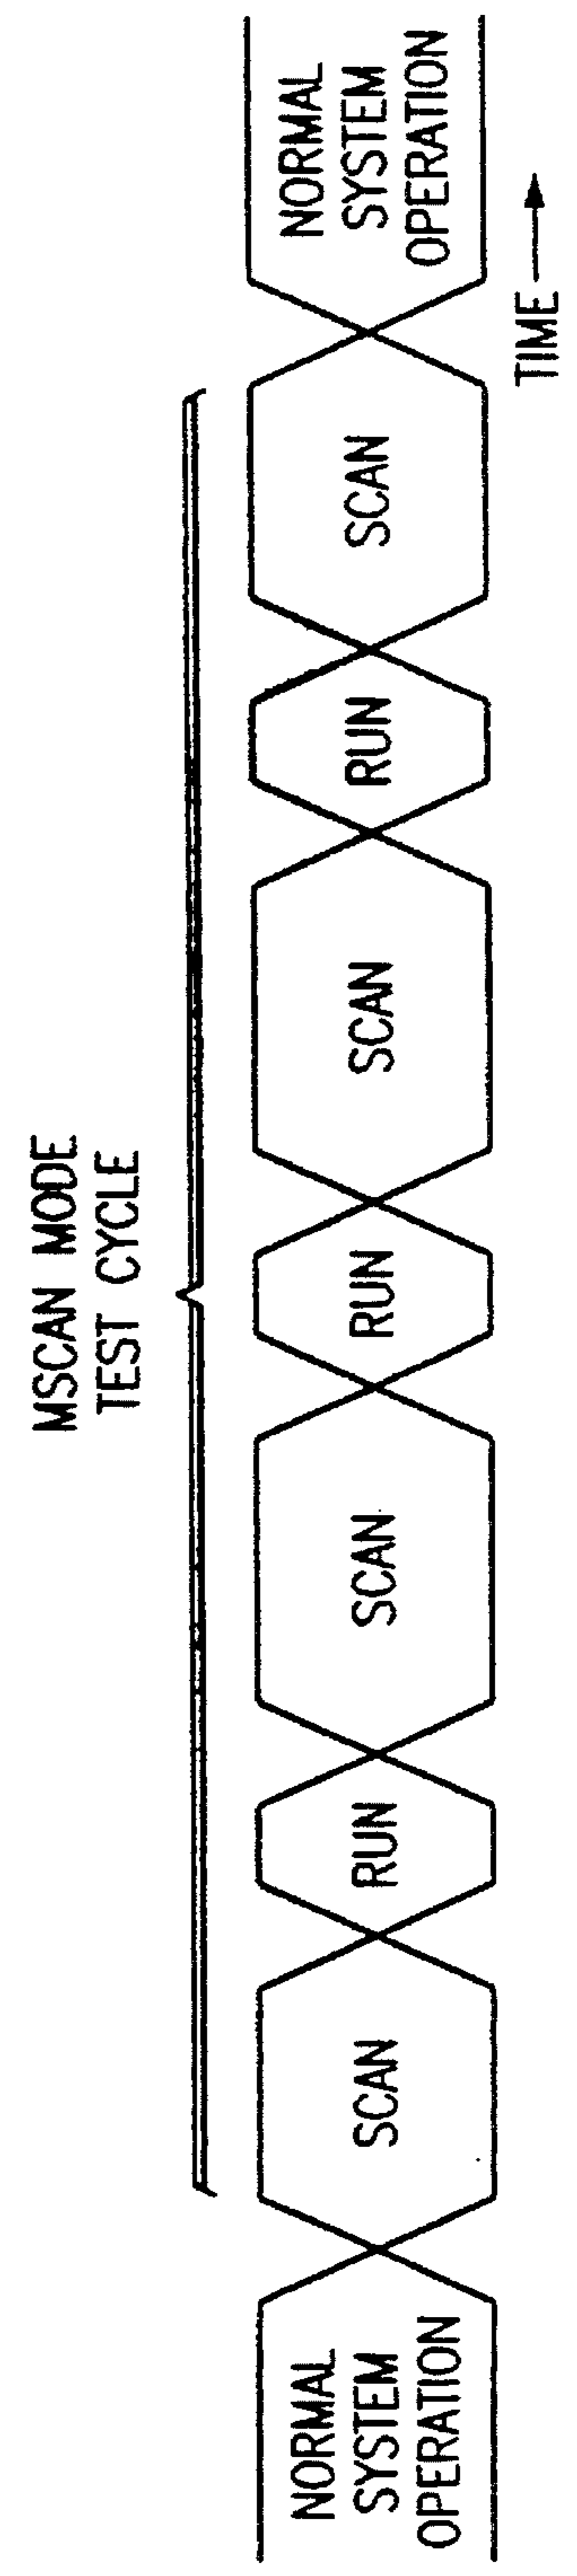 MSCAN MODE
TEST CYCLE
NORMAL
SYSTEM
OPERATION
SCAN
RUN
SCAN
RUN
SCAN
RUN
SCAN
NORMAL
SYSTEM
OPERATION
TIME